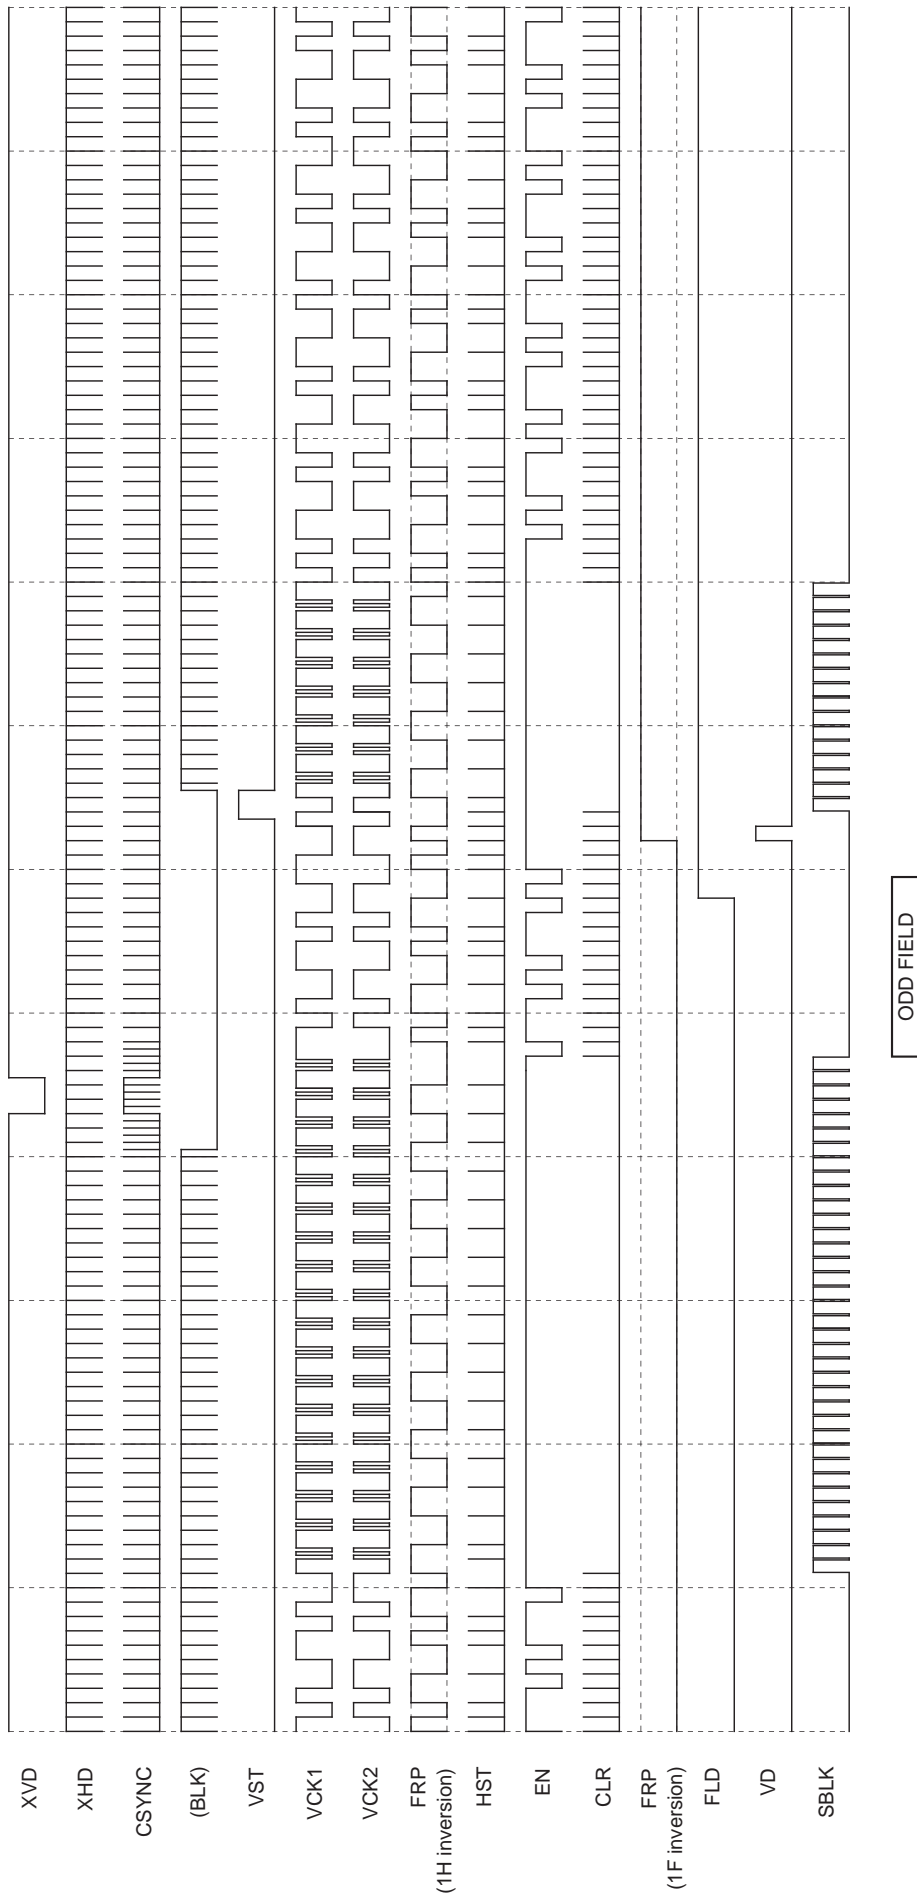 XVD
XHD
CSYNC
(BLK)
VST
VCK1
VCK2
FRP
(1H inversion)
HST
EN
CLR
FRP
(1F inversion)
FLD
VD
SBLK
ODD FIELD